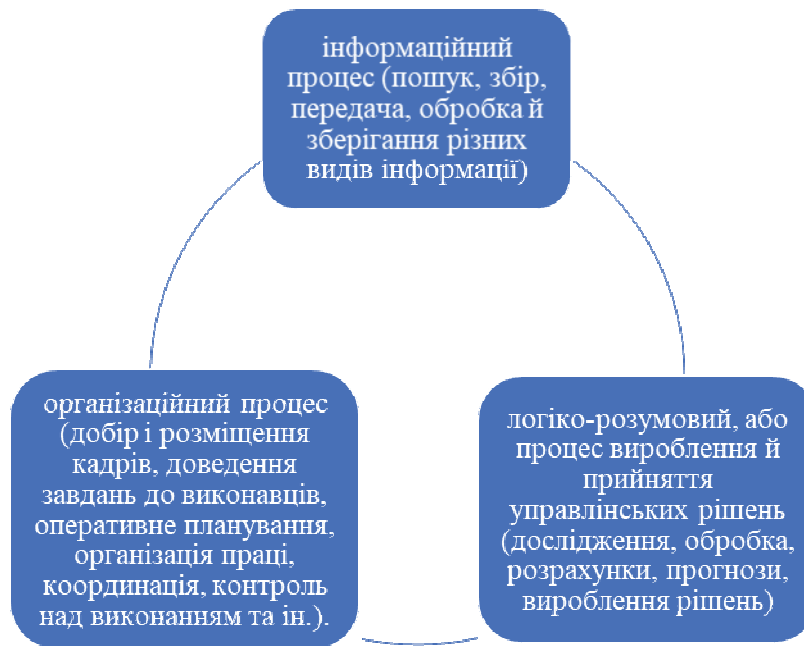 інформаційний
процес (пошук, збір,
передача, обробка й
зберігання різних
видів інформації)
організаційний процес
(добір і розміщення
кадрів, доведення
завдань до виконавців,
оперативне планування,
організація праці,
координація, контроль
над виконанням та ін.).
логіко-розумовий, або
процес вироблення й
прийняття
управлінських рішень
(дослідження, обробка,
розрахунки, прогнози,
вироблення рішень)